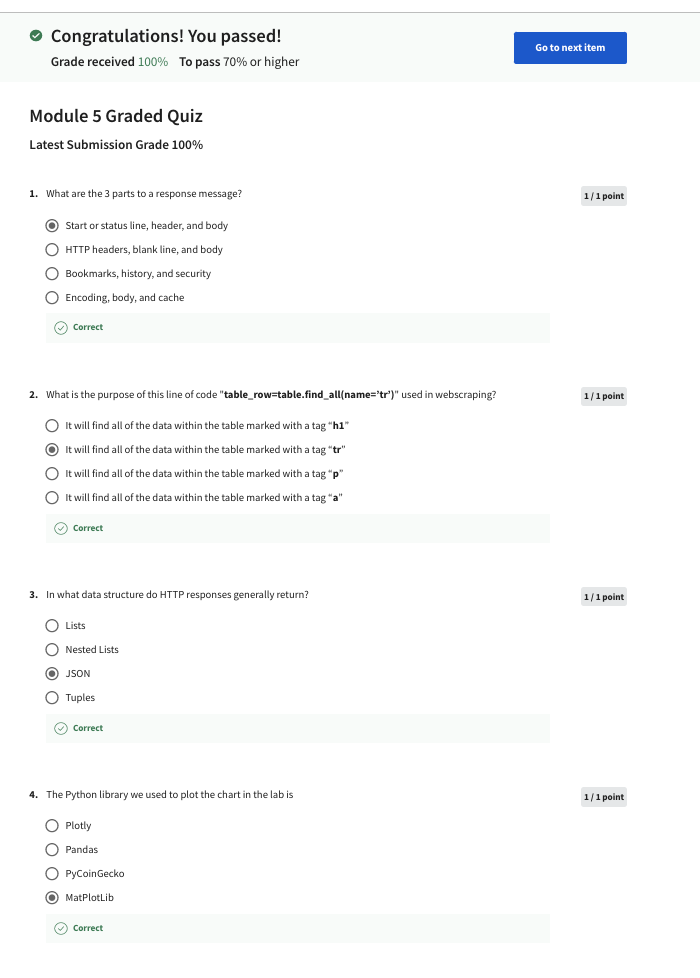 Congratulations! You passed!
Go to next item
Grade received 100% To pass 70% or higher
Module 5 Graded Quiz
Latest Submission Grade 100%
1. What are the 3 parts to a response message?
1 / 1 point
Start or status line, header, and body
HTTP headers, blank line, and body
Bookmarks, history, and security
Encoding, body, and cache
Correct
2. What is the purpose of this line of code "table_row=table.find_all(name='tr')" used in webscraping?
1 / 1 point
It will find all of the data within the table marked with a tag “h1”
It will find all of the data within the table marked with a tag “tr”
It will find all of the data within the table marked with a tag “p”
It will find all of the data within the table marked with a tag “a”
Correct
3. In what data structure do HTTP responses generally return?
1 / 1 point
Lists
Nested Lists
JSON
Tuples
Correct
4. The Python library we used to plot the chart in the lab is
1 / 1 point
Plotly
Pandas
PyCoinGecko
MatPlotLib
Correct